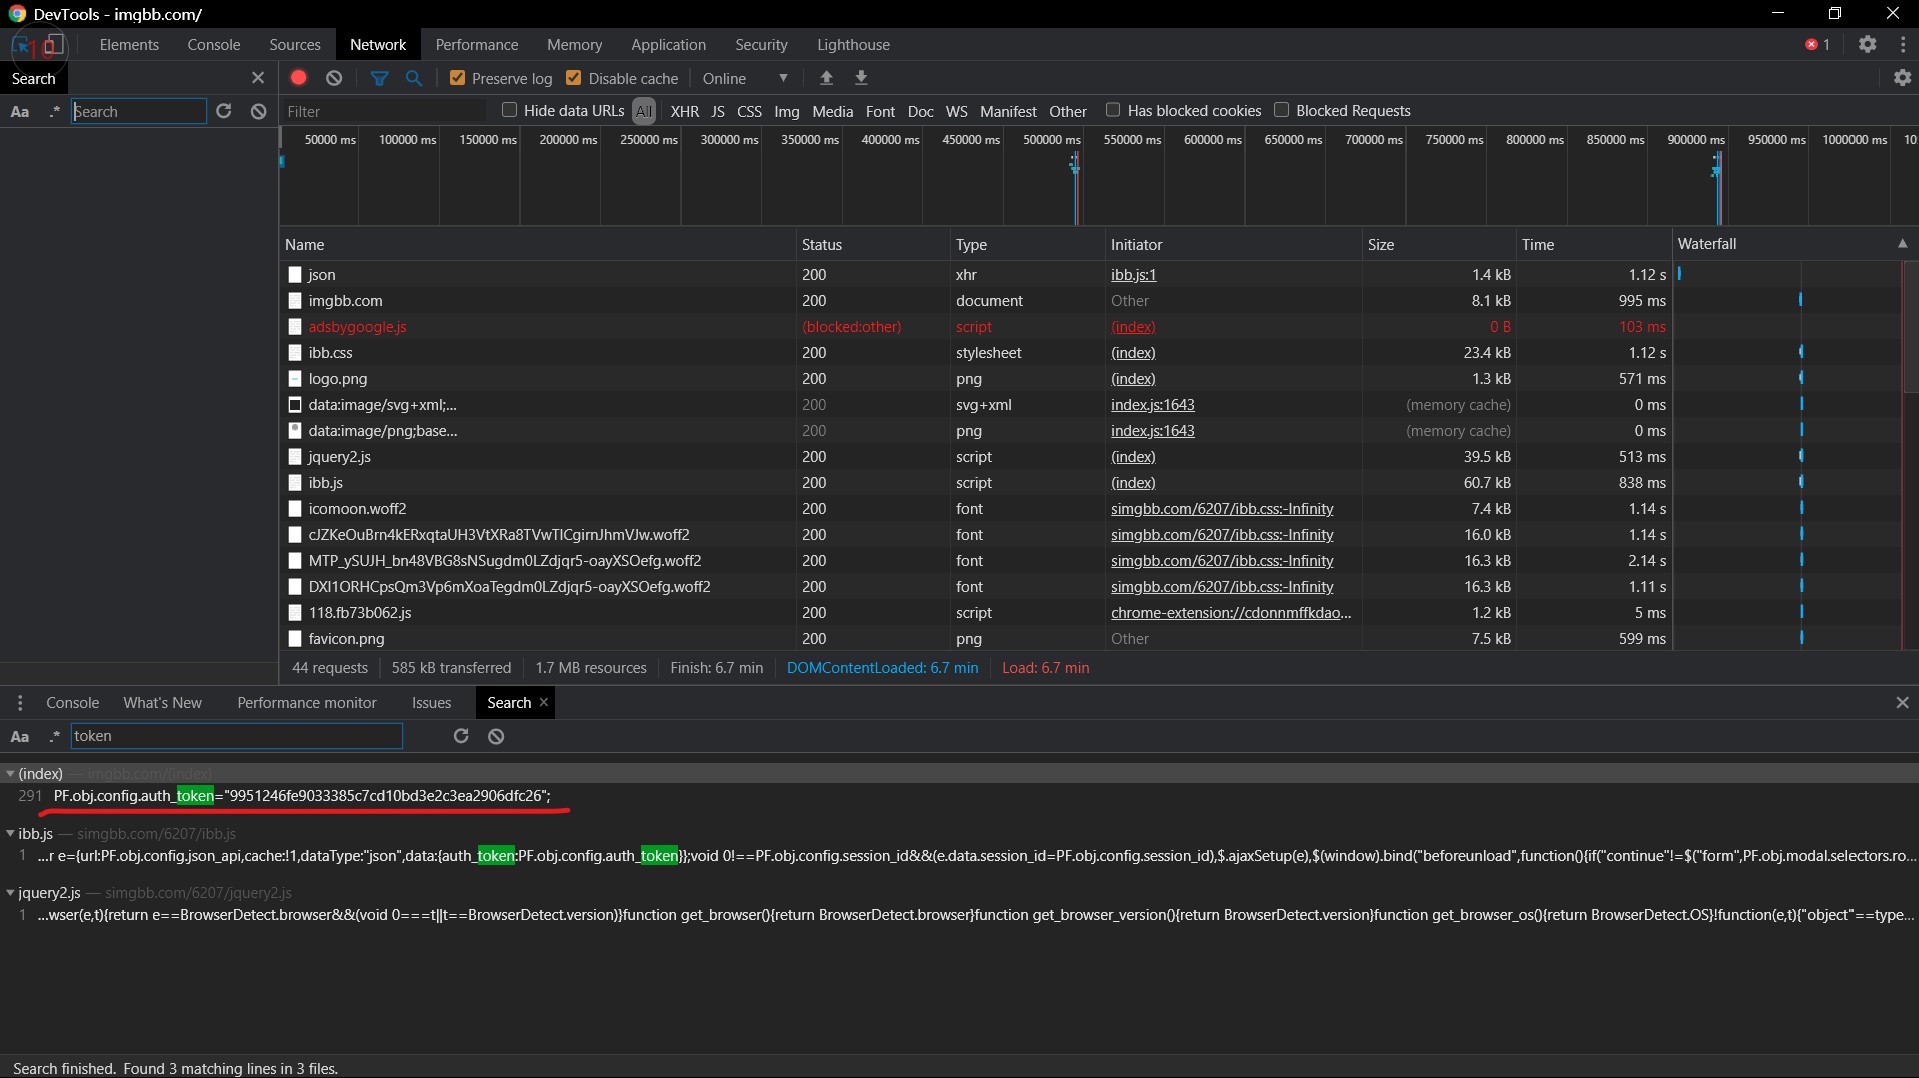 DevTools - imgbb.com/
10
Elements Console Sources Network Performance Memory Application Security Lighthouse 1
Search
Preserve log Disable cache Online
Aa .* Search
Filter Hide data URLs All XHR JS CSS Img Media Font Doc WS Manifest Other Has blocked cookies Blocked Requests
50000 ms 100000 ms 150000 ms 200000 ms 250000 ms 300000 ms 350000 ms 400000 ms 450000 ms 500000 ms 550000 ms 600000 ms 650000 ms 700000 ms 750000 ms 800000 ms 850000 ms 900000 ms 950000 ms 1000000 ms 10
Name Status Type Initiator Size Time Waterfall
json 200 xhr ibb.js:1 1.4 kB 1.12 s
imgbb.com 200 document Other 8.1 kB 995 ms
adsbygoogle.js (blocked:other) script (index) 0 B 103 ms
ibb.css 200 stylesheet (index) 23.4 kB 1.12 s
logo.png 200 png (index) 1.3 kB 571 ms
data:image/svg+xml;... 200 svg+xml index.js:1643 (memory cache) 0 ms
data:image/png;base... 200 png index.js:1643 (memory cache) 0 ms
jquery2.js 200 script (index) 39.5 kB 513 ms
ibb.js 200 script (index) 60.7 kB 838 ms
icomoon.woff2 200 font simgbb.com/6207/ibb.css:-Infinity 7.4 kB 1.14 s
cJZKeOuBrn4kERxqtaUH3VtXRa8TVwTICgirnJhmVJw.woff2 200 font simgbb.com/6207/ibb.css:-Infinity 16.0 kB 1.14 s
MTP_ySUJH_bn48VBG8sNSugdm0LZdjqr5-oayXSOefg.woff2 200 font simgbb.com/6207/ibb.css:-Infinity 16.3 kB 2.14 s
DXI1ORHCpsQm3Vp6mXoaTegdm0LZdjqr5-oayXSOefg.woff2 200 font simgbb.com/6207/ibb.css:-Infinity 16.3 kB 1.11 s
118.fb73b062.js 200 script chrome-extension://cdonnmffkdao... 1.2 kB 5 ms
favicon.png 200 png Other 7.5 kB 599 ms
44 requests 585 kB transferred 1.7 MB resources Finish: 6.7 min DOMContentLoaded: 6.7 min Load: 6.7 min
Console What's New Performance monitor Issues Search
Aa .* token
(index) — imgbb.com/(index)
291 PF.obj.config.auth_token="9951246fe9033385c7cd10bd3e2c3ea2906dfc26";
ibb.js — simgbb.com/6207/ibb.js
1 ...r e={url:PF.obj.config.json_api,cache:!1,dataType:"json",data:{auth_token:PF.obj.config.auth_token}};void 0!==PF.obj.config.session_id&&(e.data.session_id=PF.obj.config.session_id),$.ajaxSetup(e),$(window).bind("beforeunload",function(){if("continue"!=$("form",PF.obj.modal.selectors.ro...
jquery2.js — simgbb.com/6207/jquery2.js
1 ...wser(e,t){return e==BrowserDetect.browser&&(void 0===t||t==BrowserDetect.version)}function get_browser(){return BrowserDetect.browser}function get_browser_version(){return BrowserDetect.version}function get_browser_os(){return BrowserDetect.OS}!function(e,t){"object"==type...
Search finished. Found 3 matching lines in 3 files.